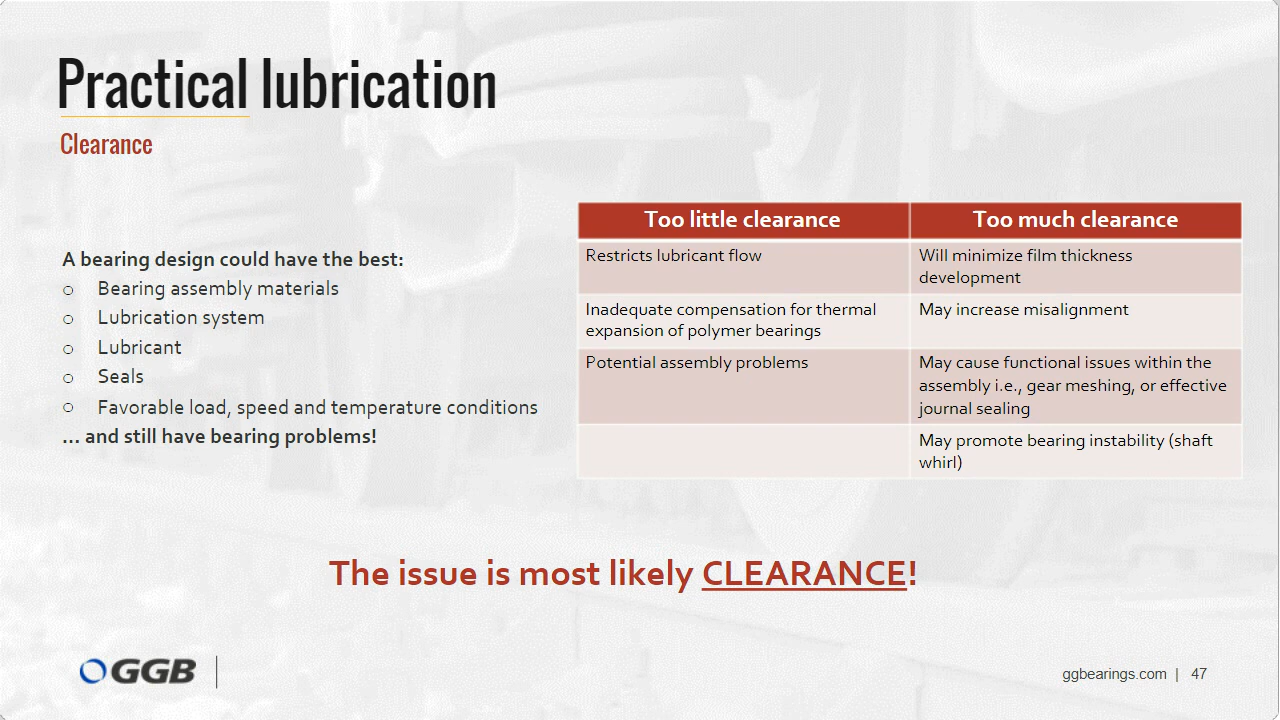 Practical lubrication
Clearance
A bearing design could have the best:
○ Bearing assembly materials
○ Lubrication system
○ Lubricant
○ Seals
○ Favorable load, speed and temperature conditions
... and still have bearing problems!
Too little clearance
Too much clearance
Restricts lubricant flow
Will minimize film thickness
development
Inadequate compensation for thermal
expansion of polymer bearings
May increase misalignment
Potential assembly problems
May cause functional issues within the
assembly i.e., gear meshing, or effective
journal sealing
May promote bearing instability (shaft
whirl)
The issue is most likely CLEARANCE!
GGB
ggbearings.com | 47